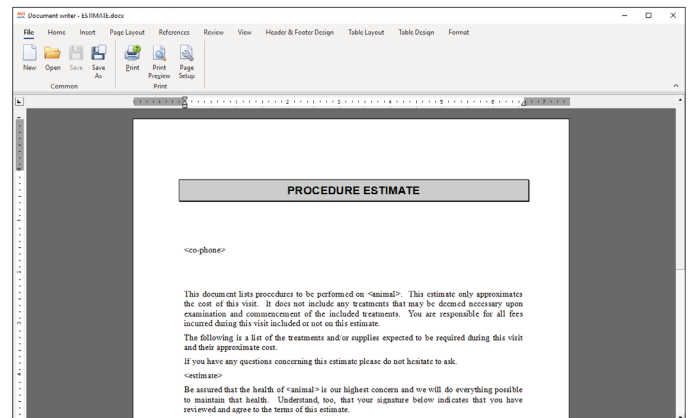 Document writer - ESTIMATE.docx
File Home Insert Page Layout References Review View Header & Footer Design Table Layout Table Design Format
New Open Save Save As Print Print Preview Page Setup
Common Print
PROCEDURE ESTIMATE
<co-phone>
This document lists procedures to be performed on <animal>. This estimate only approximates
the cost of this visit. It does not include any treatments that may be deemed necessary upon
examination and commencement of the included treatments. You are responsible for all fees
incurred during this visit included or not on this estimate.
The following is a list of the treatments and/or supplies expected to be required during this visit
and their approximate cost.
If you have any questions concerning this estimate please do not hesitate to ask.
<estimate>
Be assured that the health of <animal> is our highest concern and we will do everything possible
to maintain that health. Understand, too, that your signature below indicates that you have
reviewed and agree to the terms of this estimate.